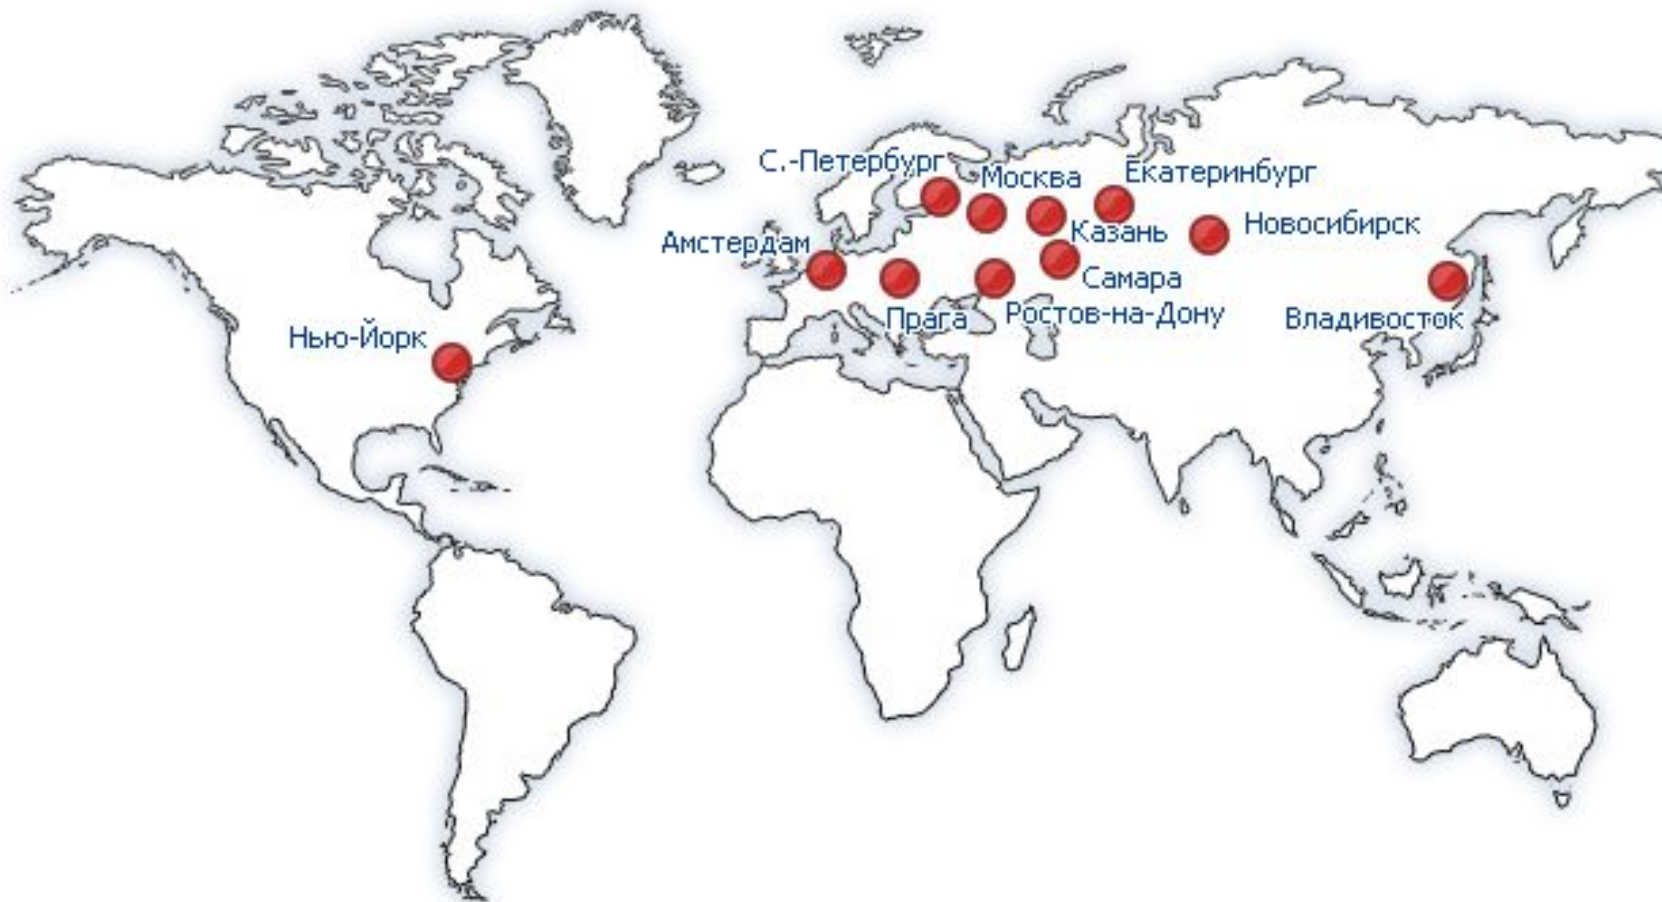 С.-Петербург
Москва
Екатеринбург
Новосибирск
Казань
Амстердам
Самара
Прага
Ростов-на-Дону
Владивосток
Нью-Йорк